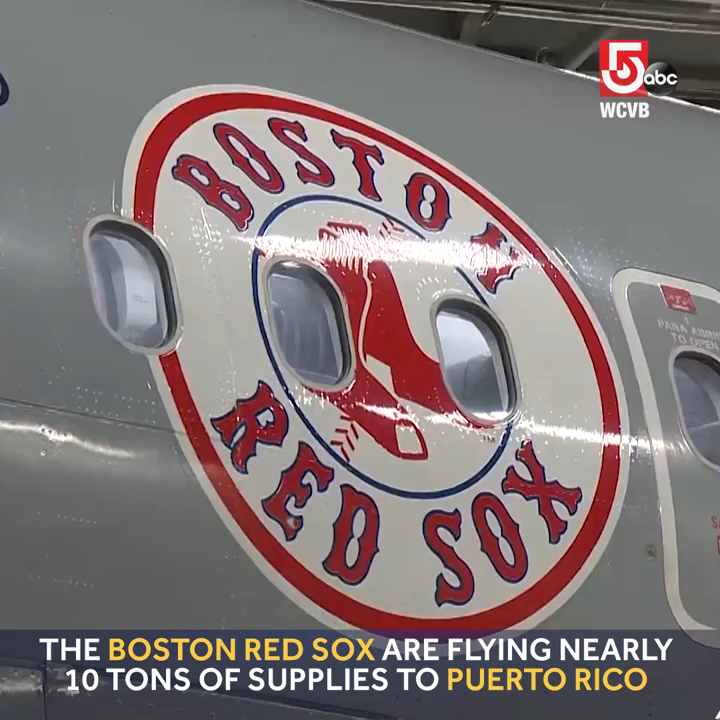 5 abc
WCVB
BOSTON
RED SOX
PARA ABRIR
TO OPEN
THE BOSTON RED SOX ARE FLYING NEARLY
10 TONS OF SUPPLIES TO PUERTO RICO